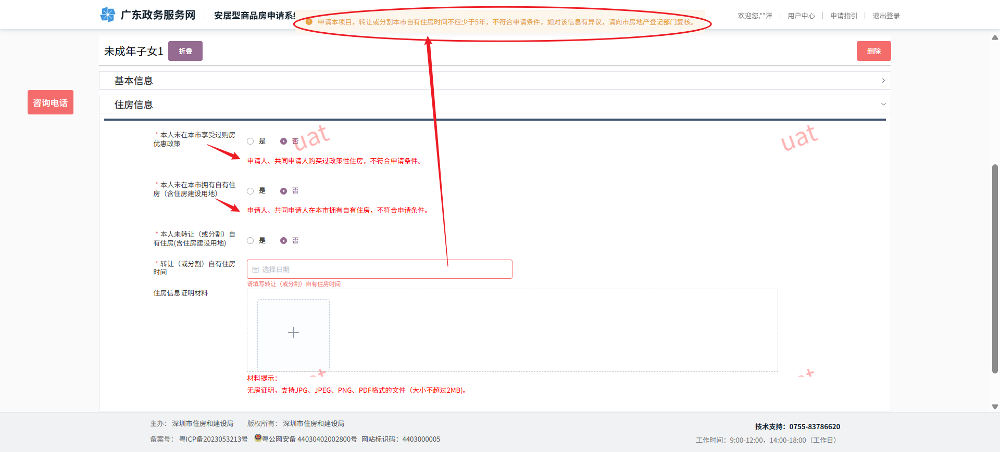 广东政务服务网
安居型商品房申请系统
申请本项目，转让或分割本市自有住房时间不应少于5年，不符合申请条件，如对该信息有异议，请向市房地产登记部门复核。
欢迎您,**洋
用户中心
申请指引
退出登录
未成年子女1
折叠
删除
基本信息
咨询电话
住房信息
* 本人未在本市享受过购房
优惠政策
是
否
uat
uat
申请人、共同申请人购买过政策性住房，不符合申请条件。
* 本人未在本市拥有自有住
房（含住房建设用地）
是
否
申请人、共同申请人在本市拥有自有住房，不符合申请条件。
* 本人未转让（或分割）自
有住房(含住房建设用地)
是
否
* 转让（或分割）自有住房
时间
选择日期
请填写转让（或分割）自有住房时间
住房信息证明材料
材料提示：
无房证明，支持JPG、JPEG、PNG、PDF格式的文件（大小不超过2MB)。
主办： 深圳市住房和建设局
版权所有： 深圳市住房和建设局
技术支持：0755-83786620
备案号： 粤ICP备2023053213号
粤公网安备 44030402002800号
网站标识码：4403000005
工作时间：9:00-12:00，14:00-18:00（工作日）